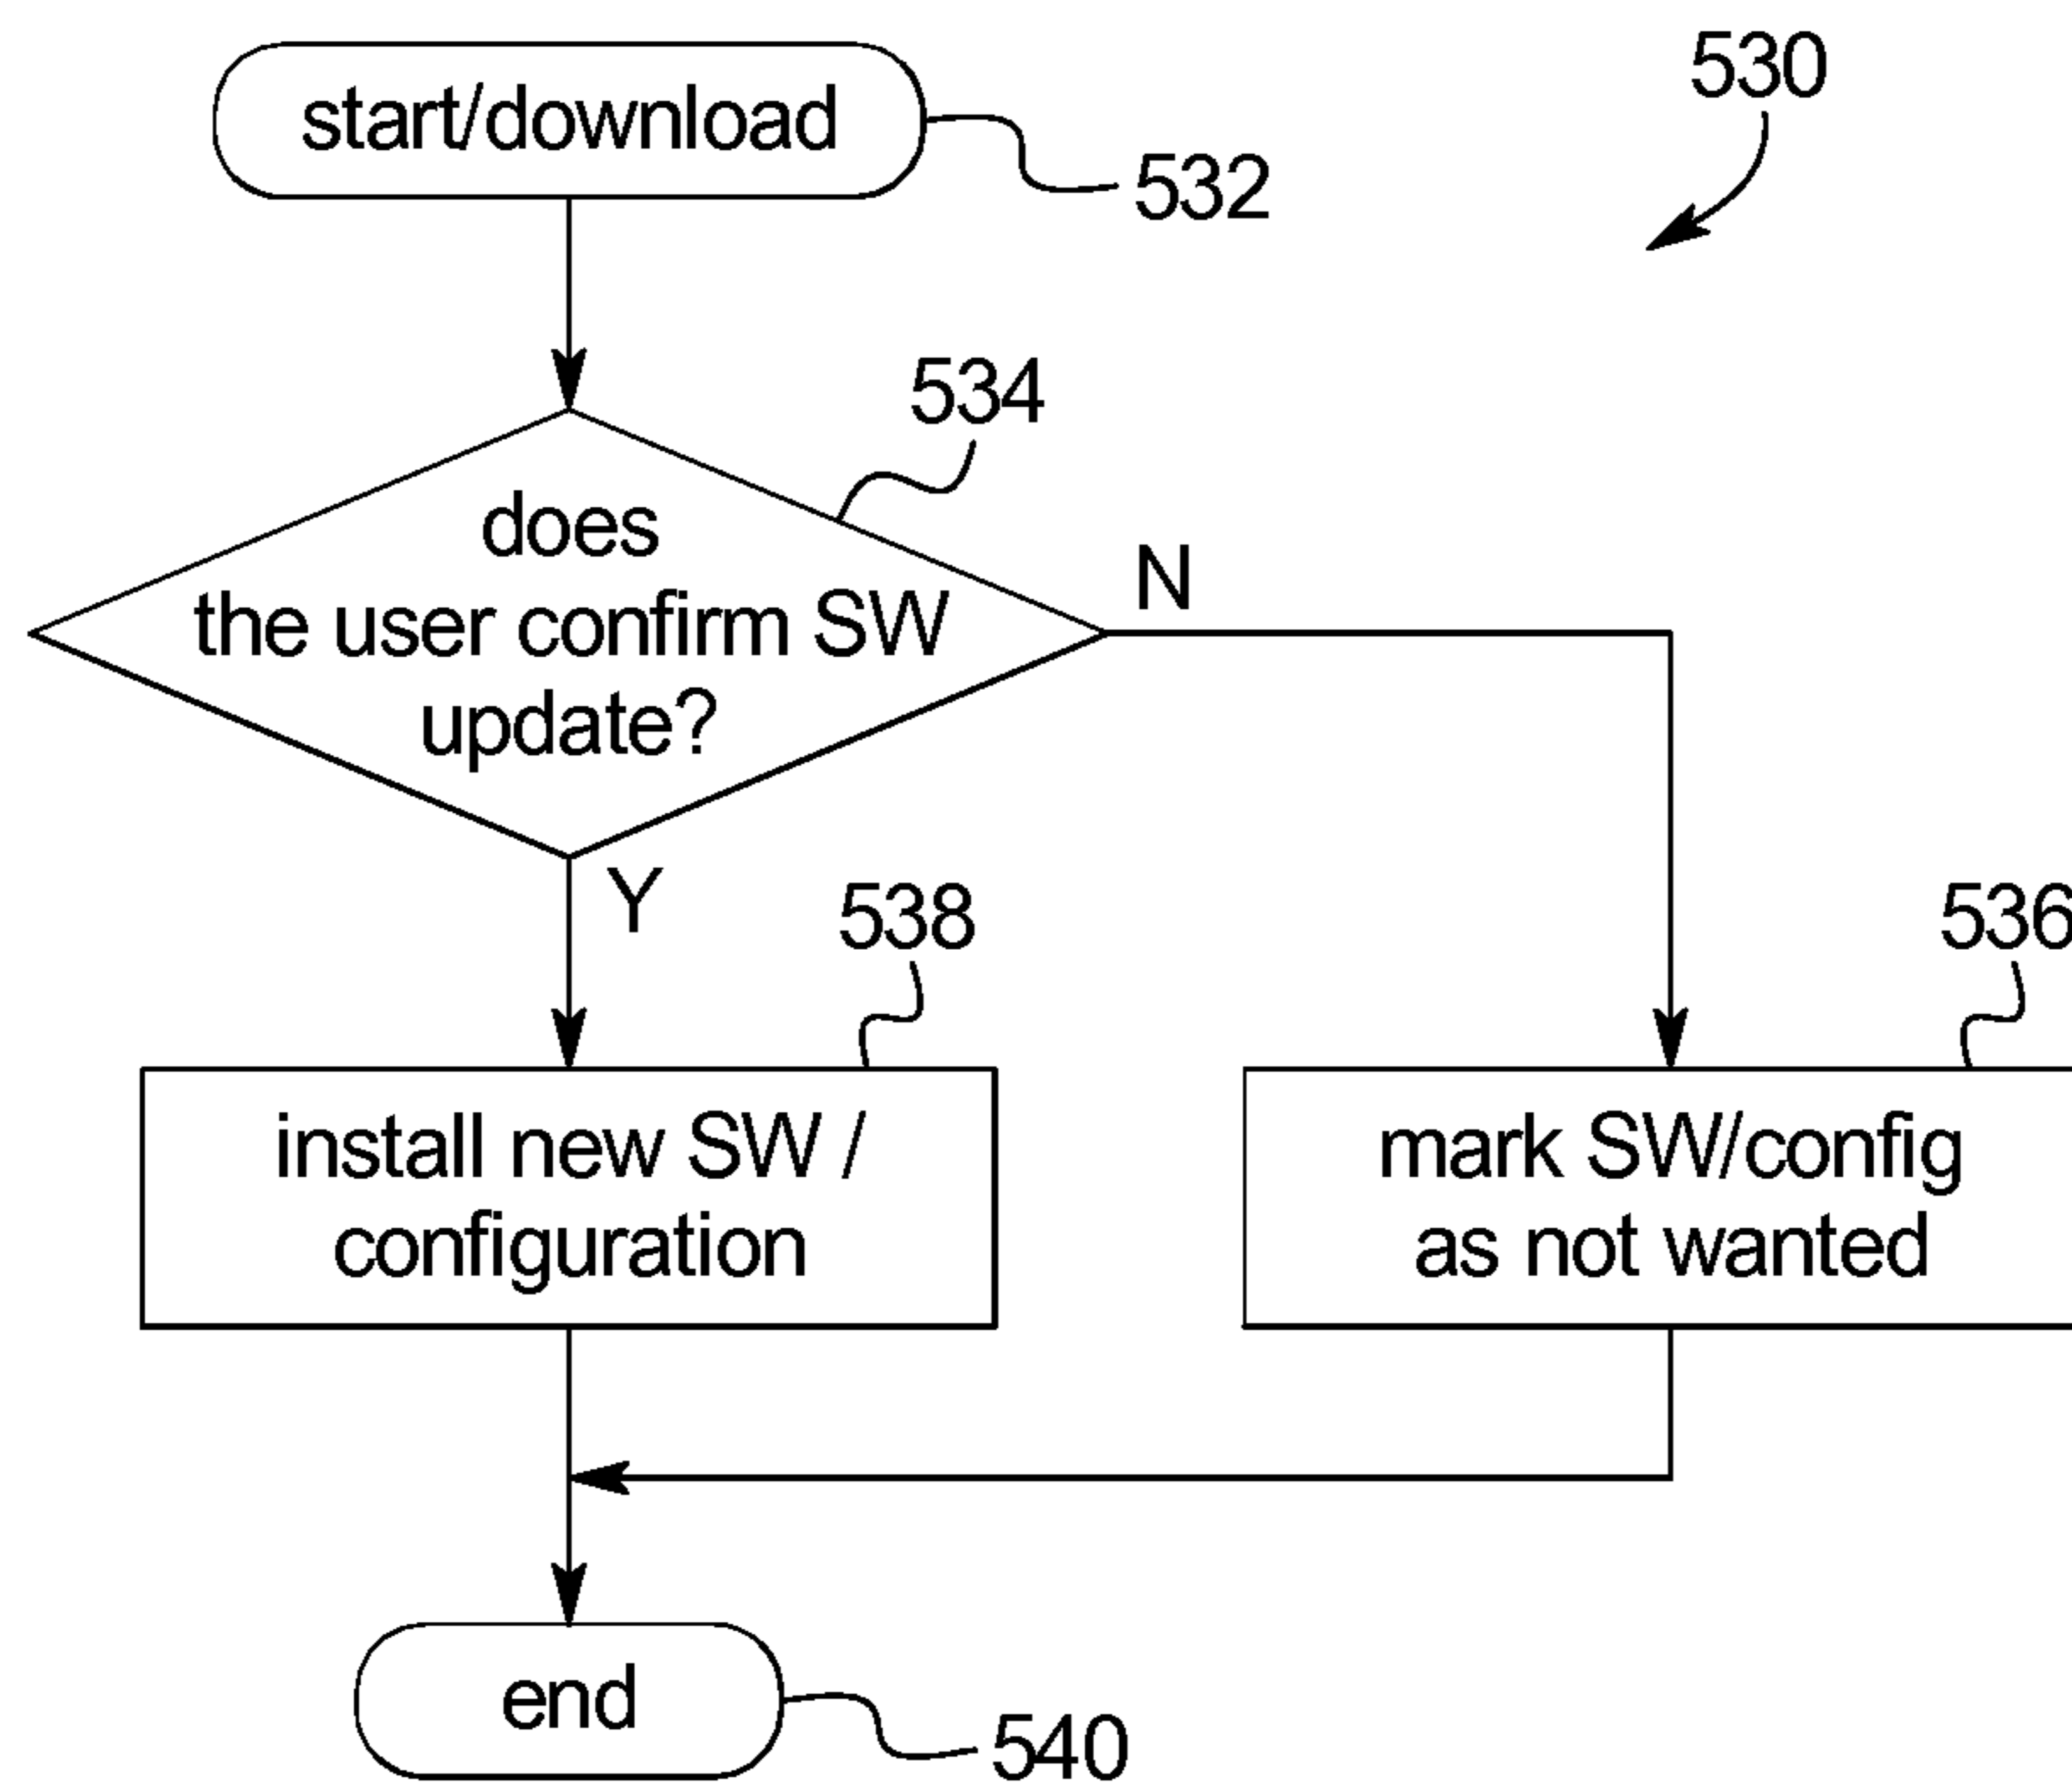 start/download
530
532
534
does
the user confirm SW
update?
N
Y
538
536
install new SW /
configuration
mark SW/config
as not wanted
end
540